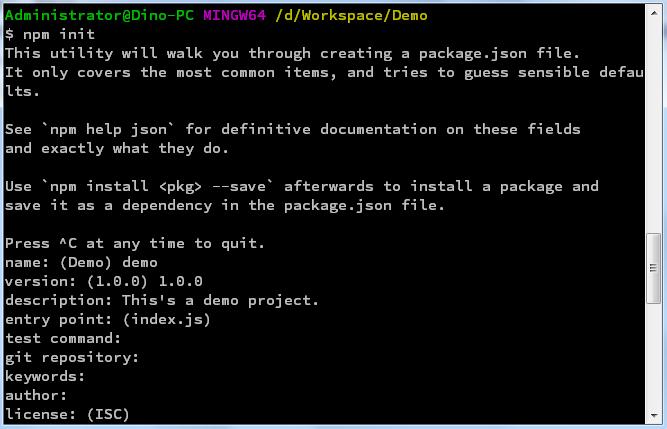 Administrator@Dino-PC MINGW64 /d/Workspace/Demo
$ npm init
This utility will walk you through creating a package.json file.
It only covers the most common items, and tries to guess sensible defau
lts.
See `npm help json` for definitive documentation on these fields
and exactly what they do.
Use `npm install <pkg> --save` afterwards to install a package and
save it as a dependency in the package.json file.
Press ^C at any time to quit.
name: (Demo) demo
version: (1.0.0) 1.0.0
description: This's a demo project.
entry point: (index.js)
test command:
git repository:
keywords:
author:
license: (ISC)